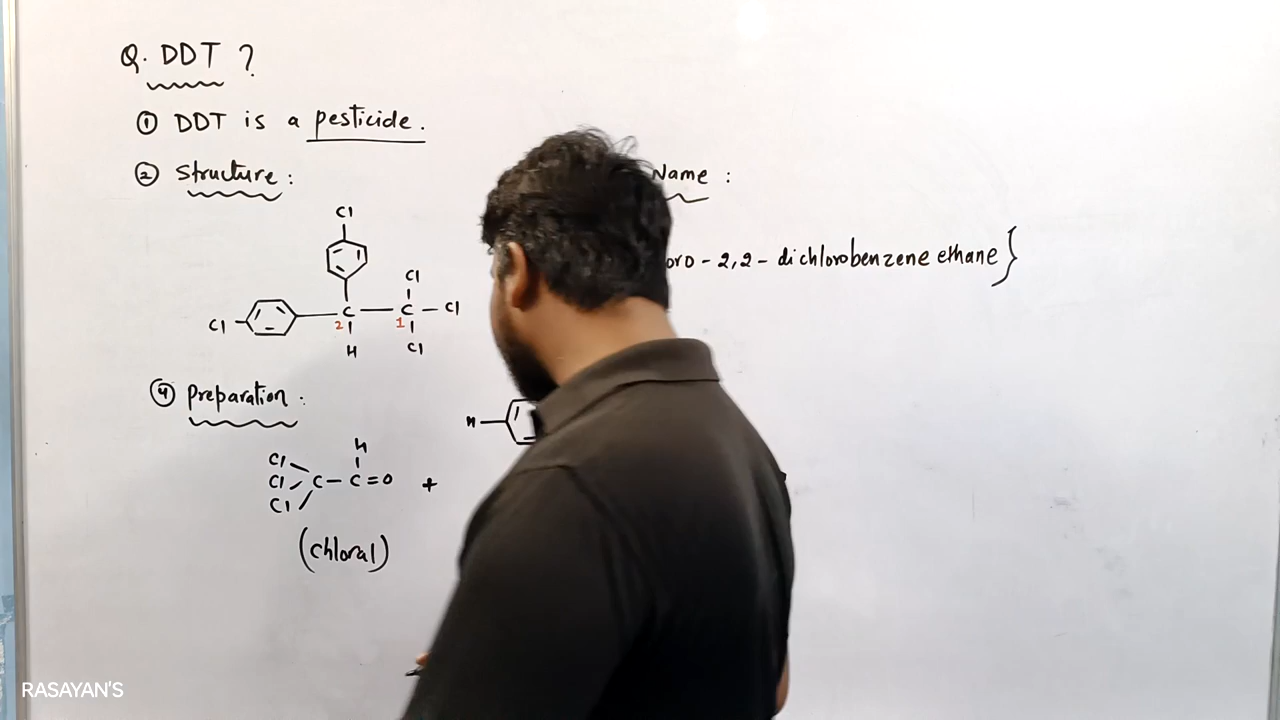 Q. DDT ?
① DDT is a pesticide.
② Structure :
Name :
Cl
Cl
C — C — Cl
Cl
2 1
H Cl
- 2,2 - dichlorobenzene ethane}
④ Preparation :
H
H
Cl
Cl C - C = O +
Cl
(chloral)
RASAYAN'S